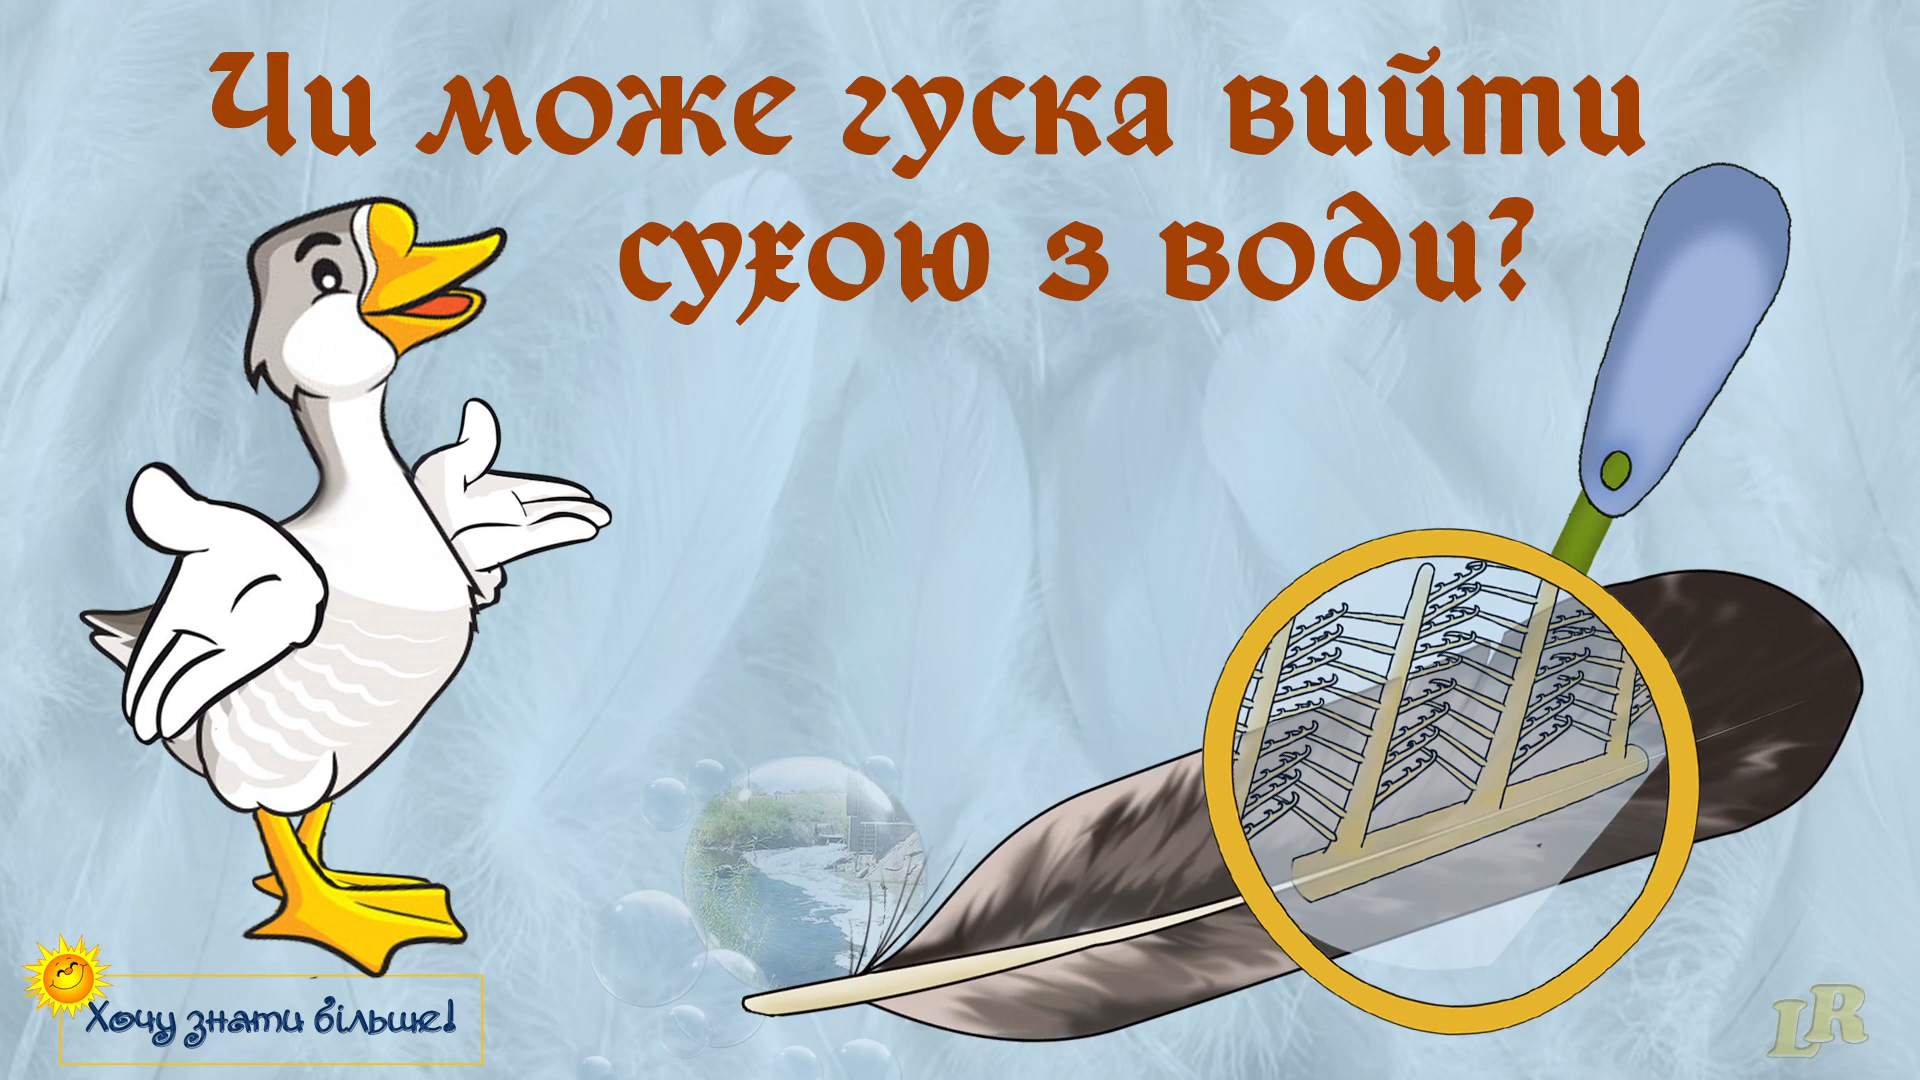 Чи може гуска вийти
сухою з води?
Хочу знати більше!
LR